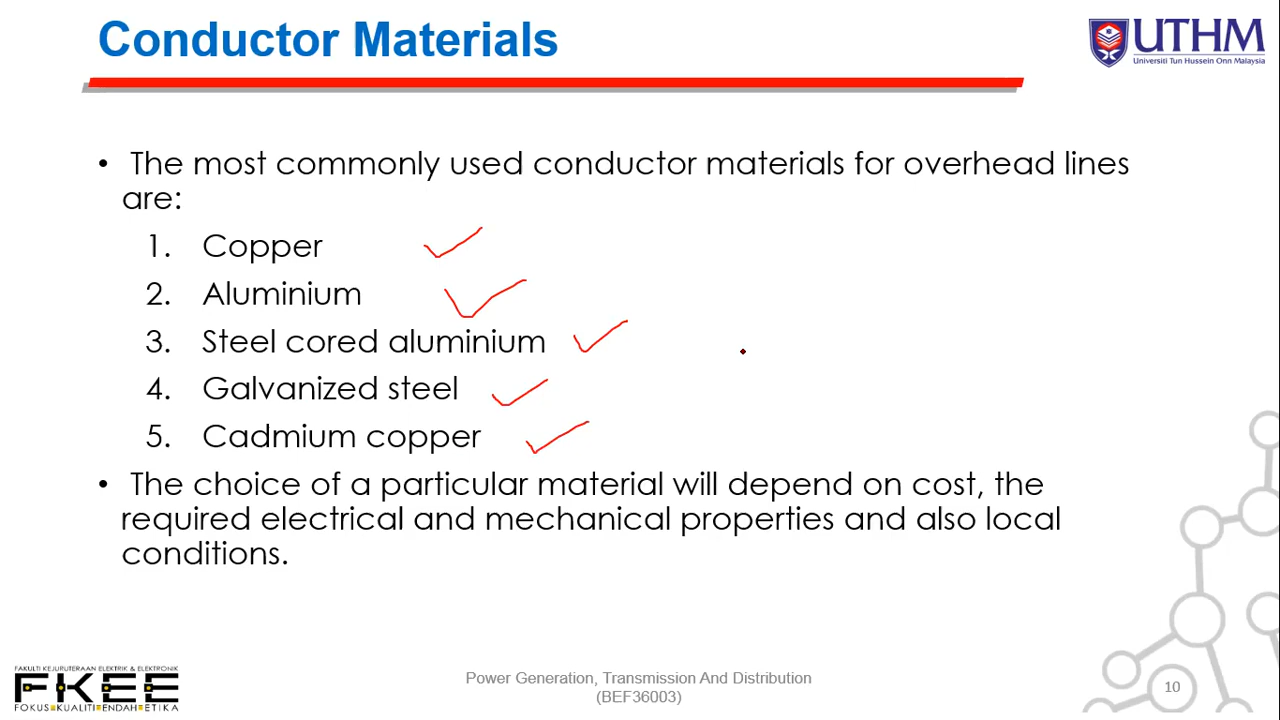 Conductor Materials
UTHM
Universiti Tun Hussein Onn Malaysia
• The most commonly used conductor materials for overhead lines
are:
1. Copper
2. Aluminium
3. Steel cored aluminium
4. Galvanized steel
5. Cadmium copper
• The choice of a particular material will depend on cost, the
required electrical and mechanical properties and also local
conditions.
FAKULTI KEJURUTERAAN ELEKTRIK & ELEKTRONIK
FKEE
FOKUS KUALITI ENDAH ETIKA
Power Generation, Transmission And Distribution
(BEF36003)
10